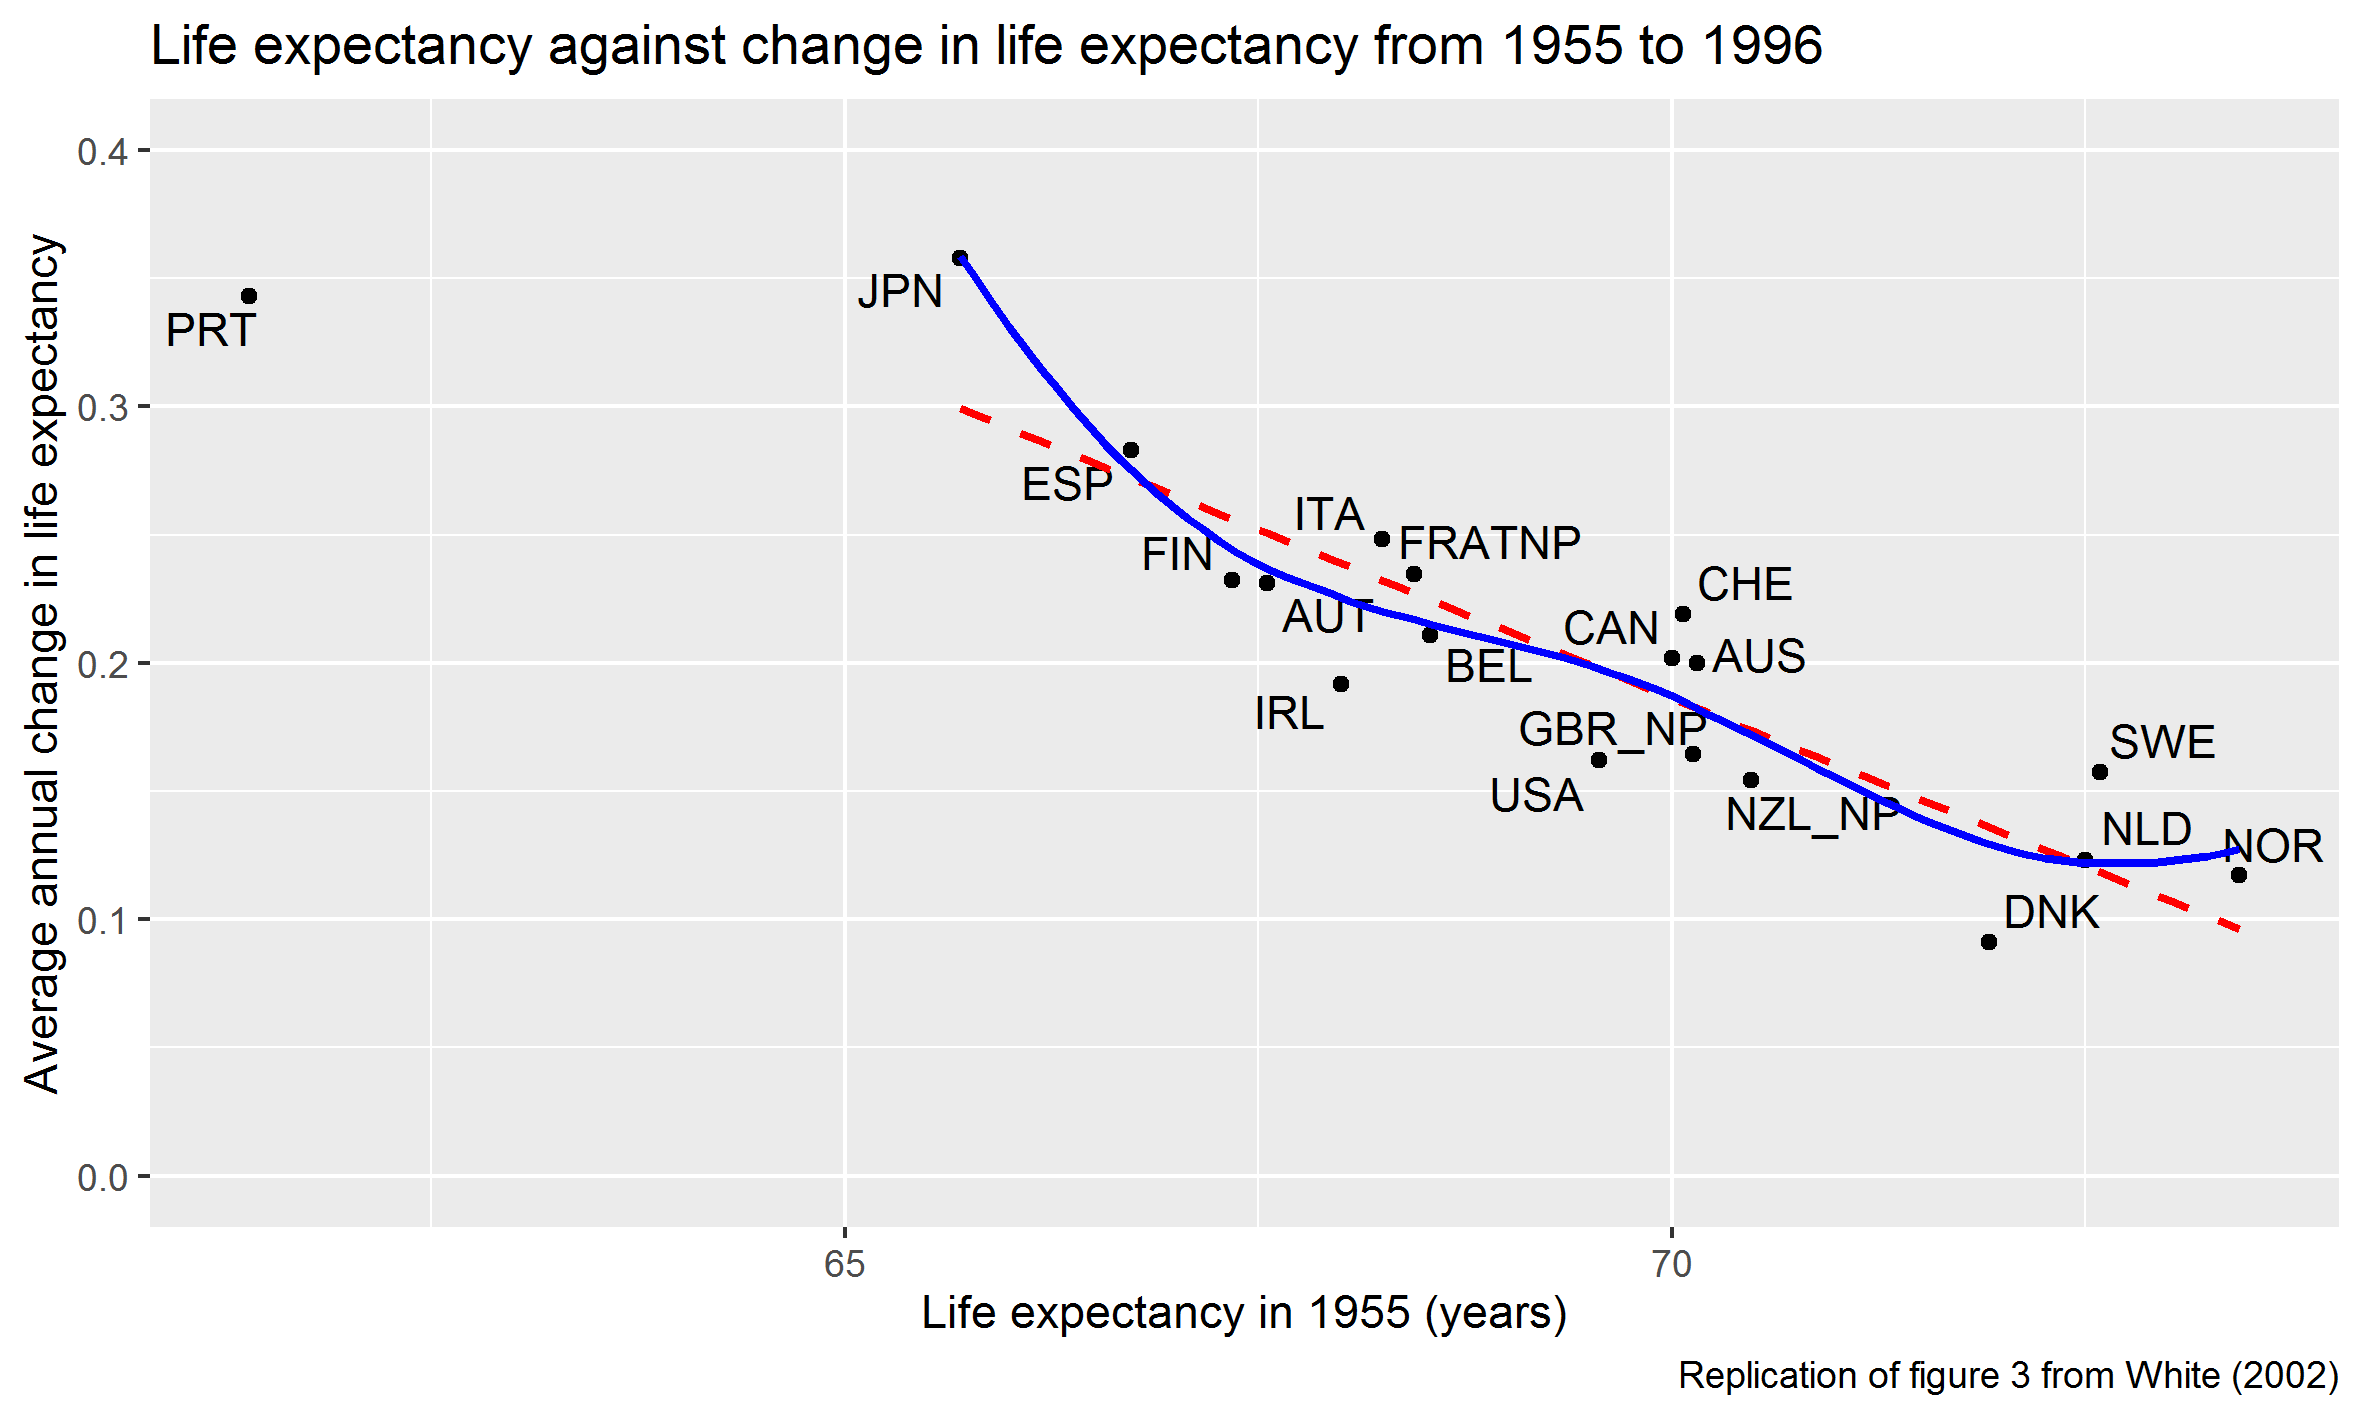 Life expectancy against change in life expectancy from 1955 to 1996
Average annual change in life expectancy
0.4
0.3
0.2
0.1
0.0
JPN
PRT
ESP
ITA
FRATNP
FIN
CHE
AUT
CAN
AUS
BEL
IRL
GBR_NP
SWE
USA
NZL_NP
NLD
NOR
DNK
65
70
Life expectancy in 1955 (years)
Replication of figure 3 from White (2002)